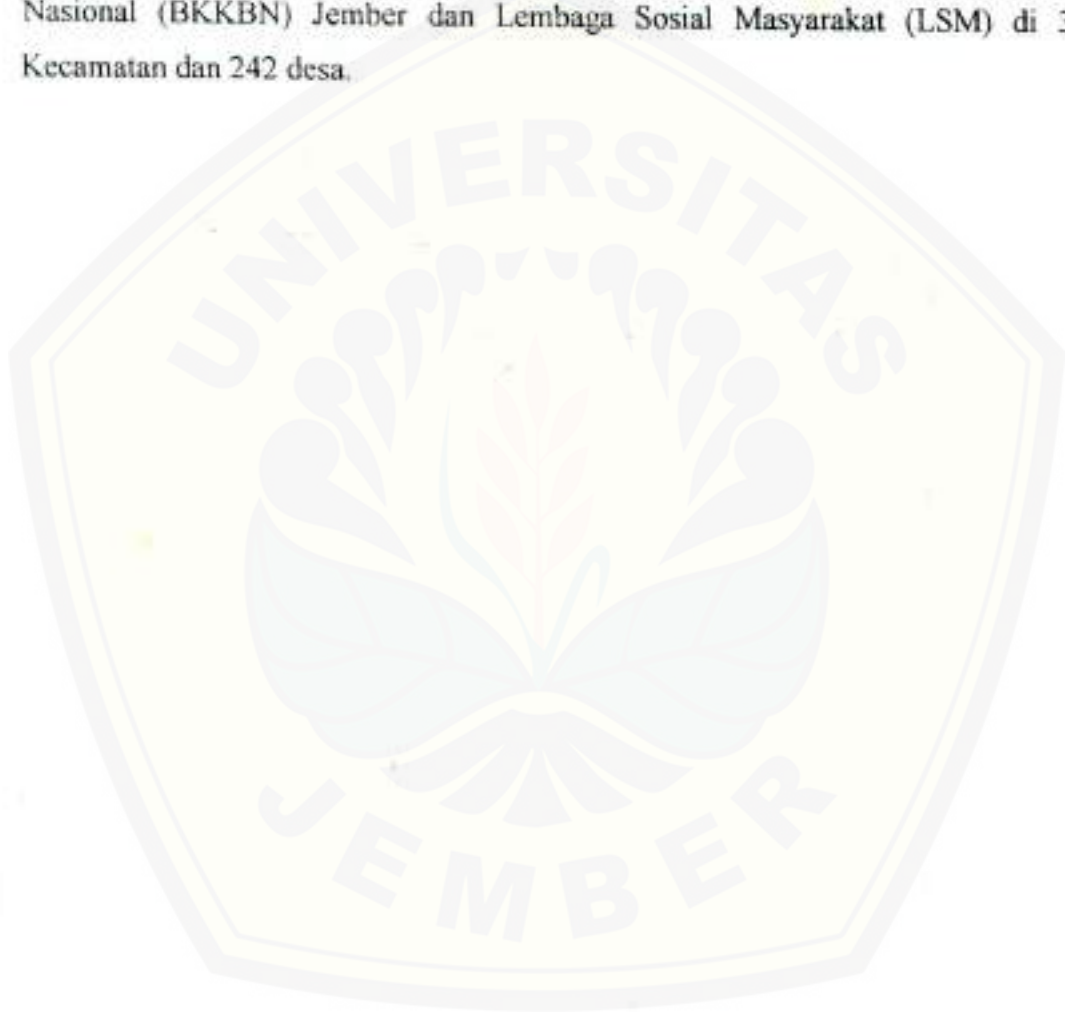 Nasional (BKKBN) Jember dan Lembaga Sosial Masyarakat (LSM) di
Kecamatan dan 242 desa.
UNIVERSITAS
JEMBER